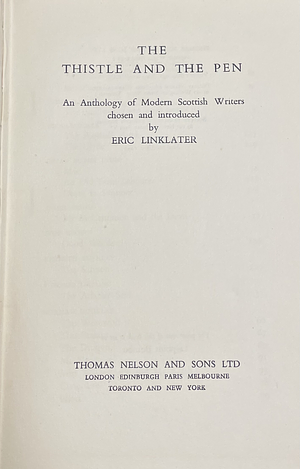 THE
THISTLE AND THE PEN
An Anthology of Modern Scottish Writers
chosen and introduced
by
ERIC LINKLATER
THOMAS NELSON AND SONS LTD
LONDON EDINBURGH PARIS MELBOURNE
TORONTO AND NEW YORK